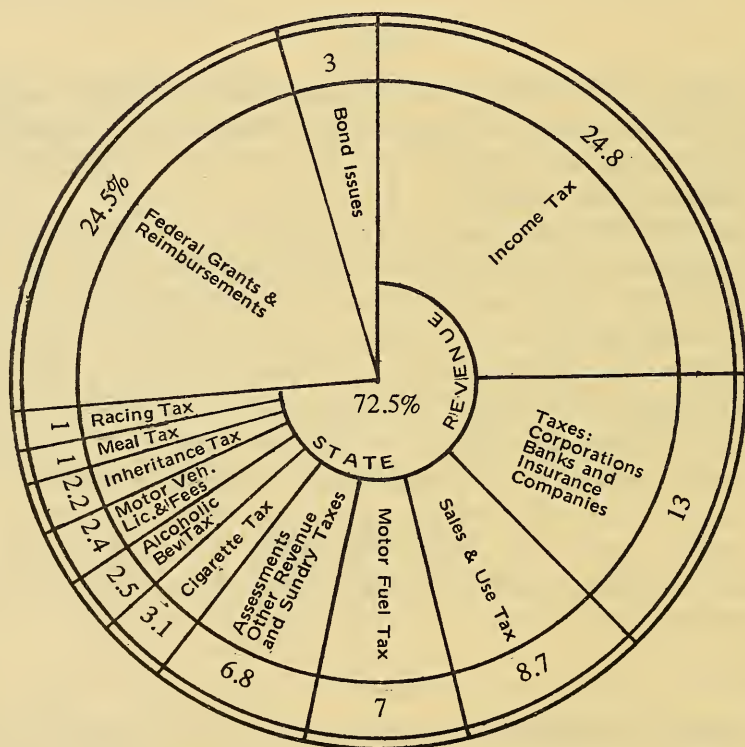 3
Bond Issues
24.8
Income Tax
24.5%
Federal Grants &
Reimbursements
REVENUE
72.5%
STATE
Taxes:
Corporations
Banks and
Insurance
Companies
13
Sales & Use Tax
8.7
Motor Fuel Tax
7
Assessments
Other Revenue
and Sundry Taxes
6.8
Cigarette Tax
3.1
Alcoholic
Bev.Tax
2.5
Motor Veh.
Lic.& Fees
2.4
Inheritance Tax
2.2
Meal Tax
1
Racing Tax
1